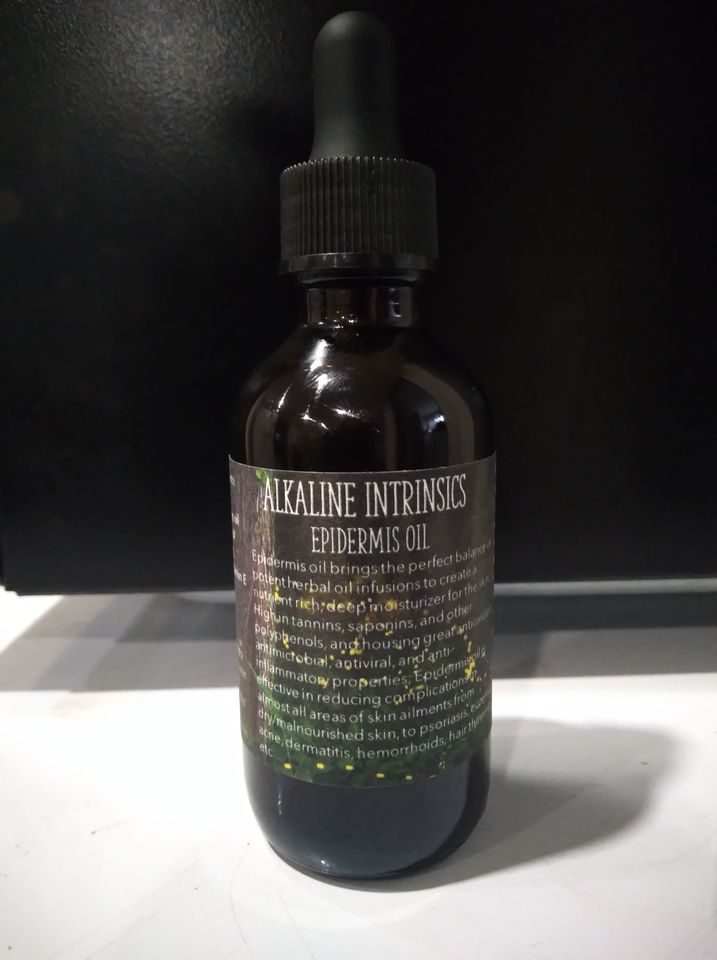 ALKALINE INTRINSICS
EPIDERMIS OIL
Epidermis oil brings the perfect balance of
potent herbal oil infusions to create a
nutrient rich, deep moisturizer for the skin.
High in tannins, saponins, and other
polyphenols, and housing great antioxidant
antimicrobial, antiviral, and anti-
inflammatory properties; Epidermis oil is
effective in reducing complications
almost all areas of skin ailments from
dry/malnourished skin, to psoriasis,
acne, dermatitis, hemorrhoids, hair
etc.